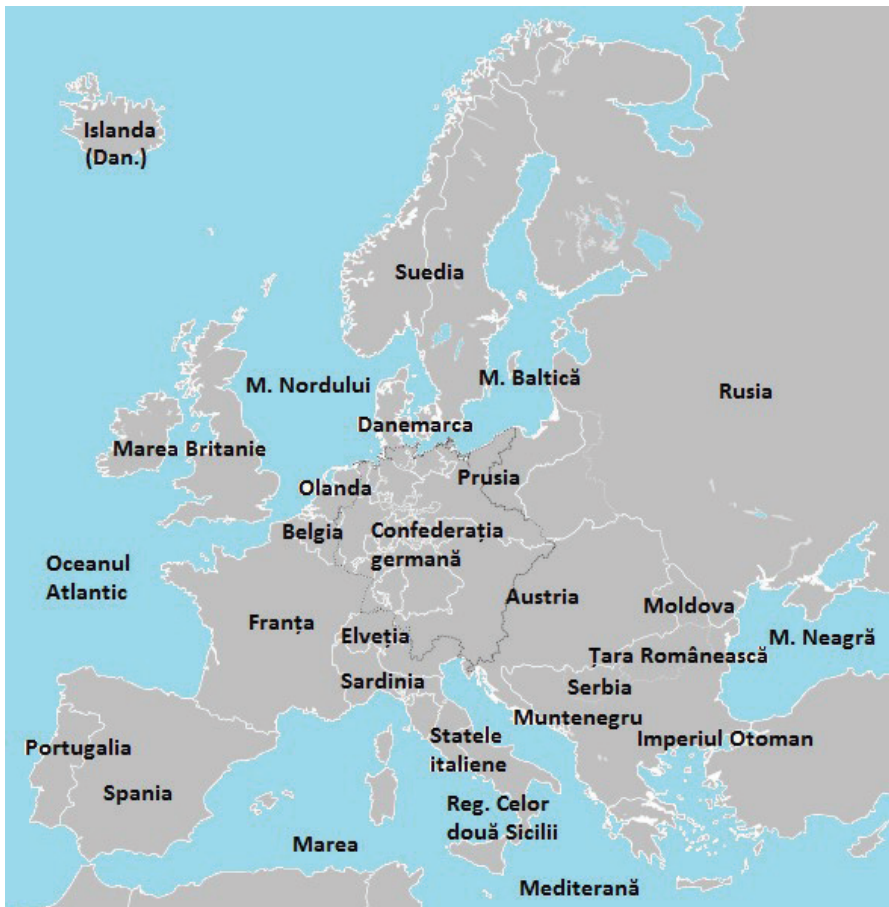 Islanda
(Dan.)
Suedia
M. Nordului
M. Baltică
Rusia
Danemarca
Marea Britanie
Prusia
Olanda
Belgia
Confederația
germană
Oceanul
Atlantic
Austria
Moldova
Franța
Elveția
M. Neagră
Țara Românească
Sardinia
Serbia
Muntenegru
Statele
italiene
Imperiul Otoman
Portugalia
Spania
Reg. Celor
două Sicilii
Marea
Mediterană